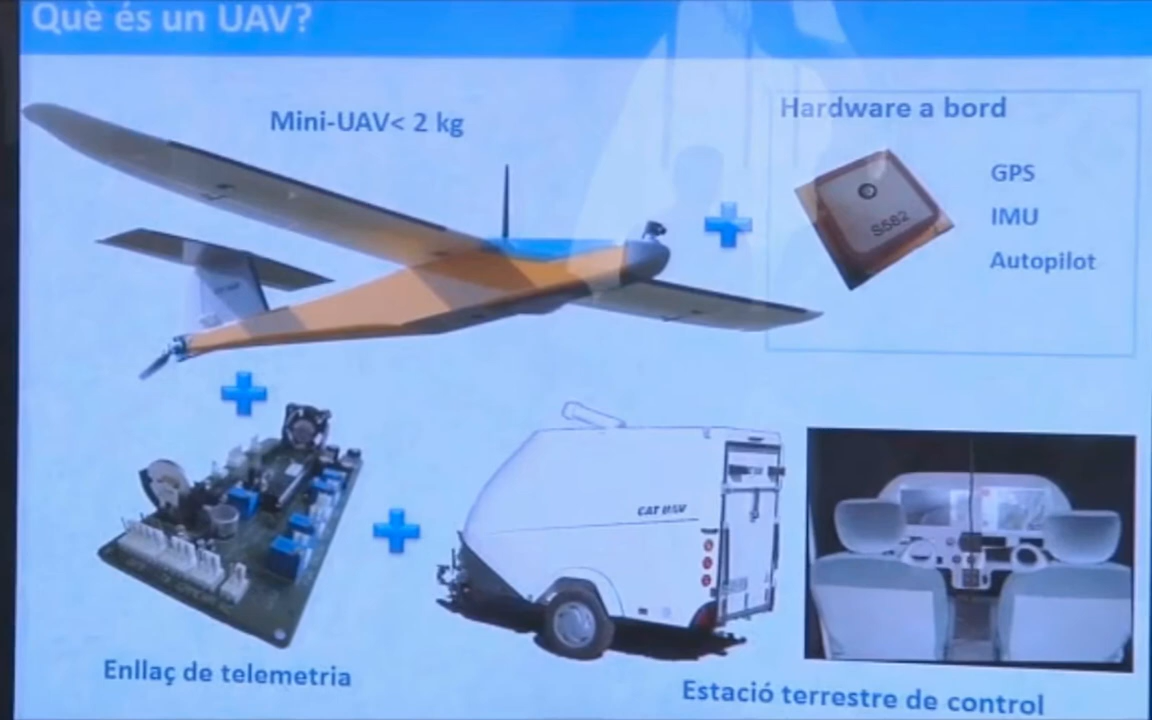 Què és un UAV?
Mini-UAV< 2 kg
Hardware a bord
S582
GPS
IMU
Autopilot
CAT UAV
Enllaç de telemetria
Estació terrestre de control